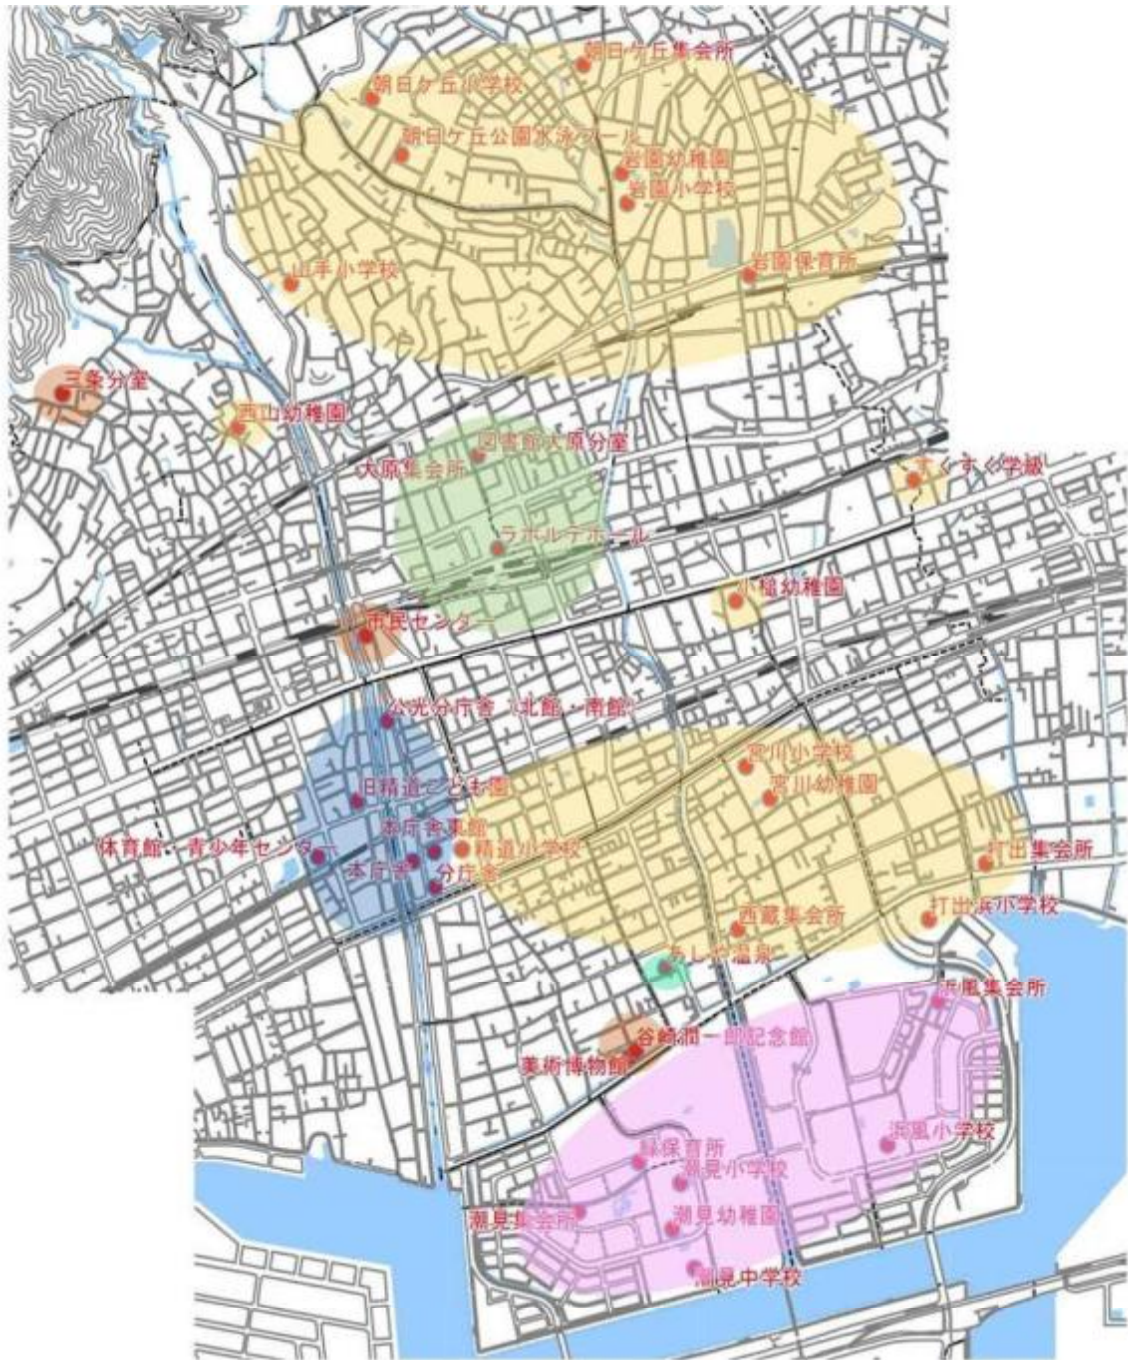 朝日ケ丘集会所
朝日ケ丘小学校
朝日ケ丘公園水泳プール
岩園幼稚園
岩園小学校
岩園保育所
山手小学校
三条分室
西山幼稚園
図書館大原分室
大原集会所
すくすく学級
ラポルテホール
小槌幼稚園
市民センター
公光分庁舎（北館・南館）
宮川小学校
宮川幼稚園
旧精道こども園
本庁舎東館
体育館・青少年センター
精道小学校
本庁舎
分庁舎
打出集会所
打出浜小学校
西蔵集会所
あしや温泉
浜風集会所
谷崎潤一郎記念館
美術博物館
浜風小学校
緑保育所
潮見小学校
潮見集会所
潮見幼稚園
潮見中学校